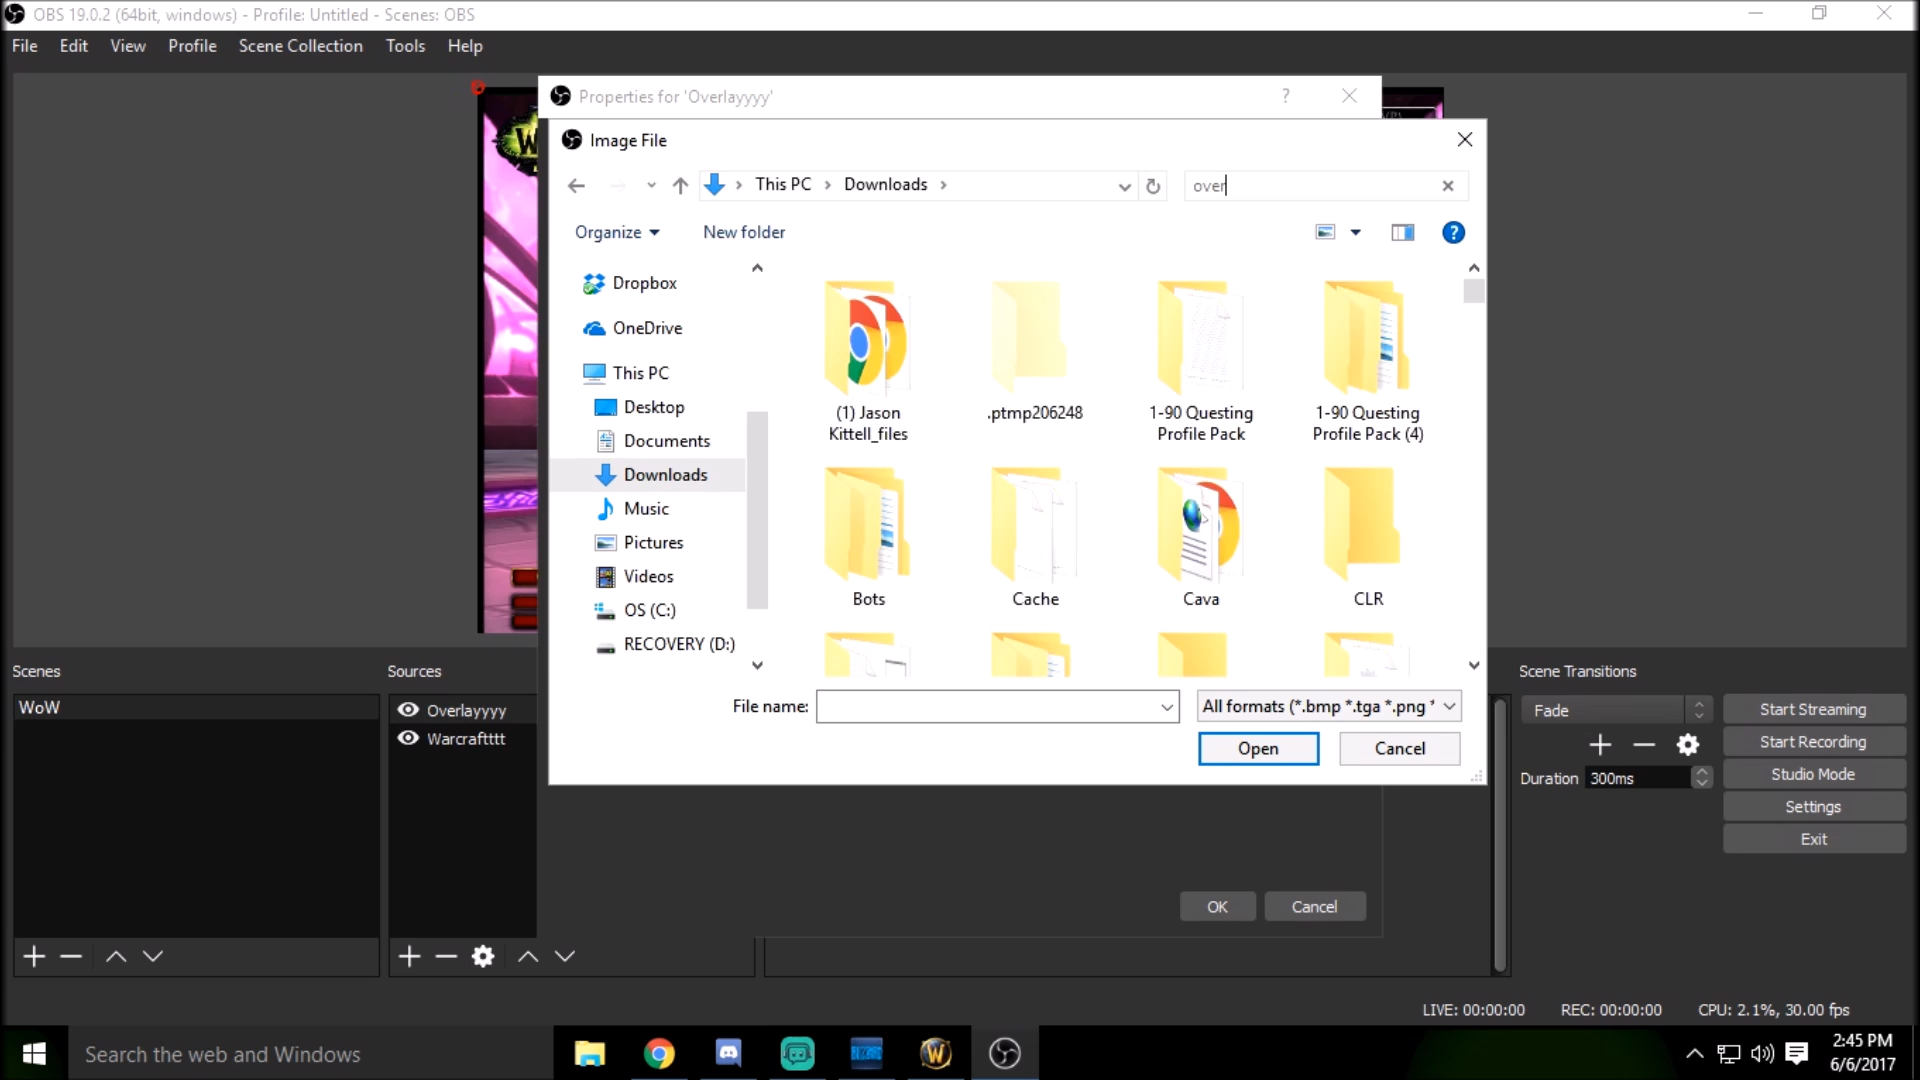 OBS 19.0.2 (64bit, windows) - Profile: Untitled - Scenes: OBS
File Edit View Profile Scene Collection Tools Help
Properties for 'Overlayyyy'
Image File
This PC Downloads
over
Organize New folder
Dropbox
OneDrive
This PC
Desktop
Documents
Downloads
Music
Pictures
Videos
OS (C:)
RECOVERY (D:)
(1) Jason
Kittell_files
.ptmp206248
1-90 Questing
Profile Pack
1-90 Questing
Profile Pack (4)
Bots
Cache
Cava
CLR
File name:
All formats (*.bmp *.tga *.png *
Open
Cancel
Scenes
WoW
Sources
Overlayyyy
Warcraftttt
OK
Cancel
Scene Transitions
Fade
Duration 300ms
Start Streaming
Start Recording
Studio Mode
Settings
Exit
LIVE: 00:00:00 REC: 00:00:00 CPU: 2.1%, 30.00 fps
Search the web and Windows
2:45 PM
6/6/2017